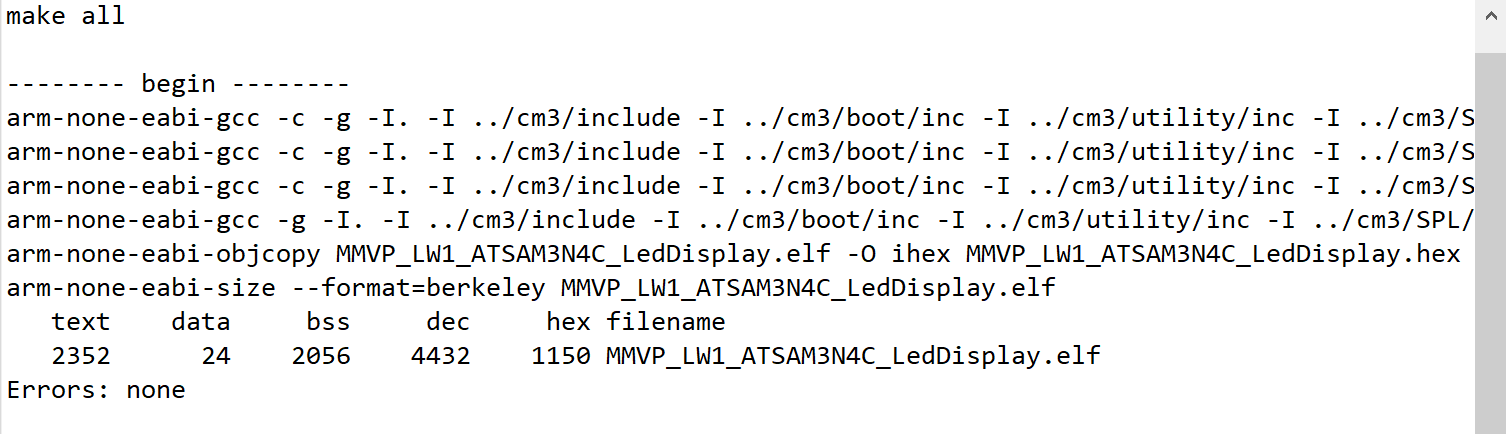 make all
-------- begin --------
arm-none-eabi-gcc -c -g -I. -I ../cm3/include -I ../cm3/boot/inc -I ../cm3/utility/inc -I ../cm3/S
arm-none-eabi-gcc -c -g -I. -I ../cm3/include -I ../cm3/boot/inc -I ../cm3/utility/inc -I ../cm3/S
arm-none-eabi-gcc -c -g -I. -I ../cm3/include -I ../cm3/boot/inc -I ../cm3/utility/inc -I ../cm3/S
arm-none-eabi-gcc -g -I. -I ../cm3/include -I ../cm3/boot/inc -I ../cm3/utility/inc -I ../cm3/SPL/
arm-none-eabi-objcopy MMVP_LW1_ATSAM3N4C_LedDisplay.elf -O ihex MMVP_LW1_ATSAM3N4C_LedDisplay.hex
arm-none-eabi-size --format=berkeley MMVP_LW1_ATSAM3N4C_LedDisplay.elf
   text    data     bss     dec     hex filename
   2352      24    2056    4432    1150 MMVP_LW1_ATSAM3N4C_LedDisplay.elf
Errors: none